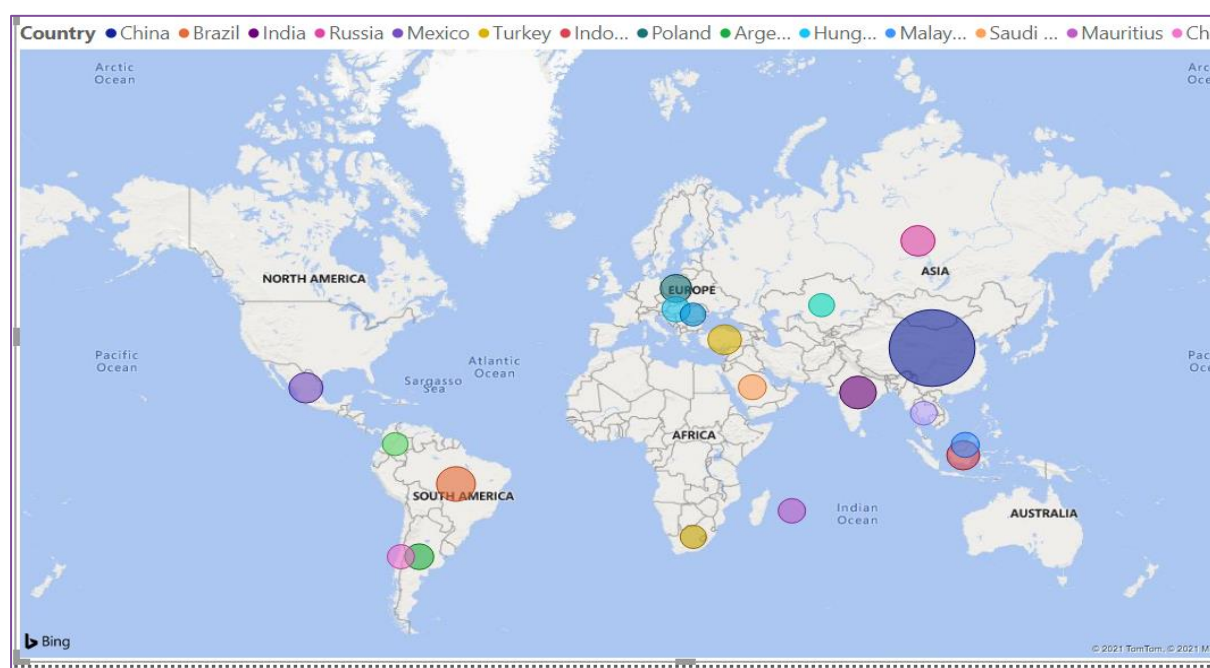 Country China Brazil India Russia Mexico Turkey Indo... Poland Arge... Hung... Malay... Saudi ... Mauritius Ch
Arctic
Ocean
Arc
Oce
NORTH AMERICA
ASIA
EUROPE
Pacific
Ocean
Atlantic
Ocean
Sargasso
Sea
Pac
Oc
AFRICA
SOUTH AMERICA
Indian
Ocean
AUSTRALIA
Bing
© 2021 TomTom, © 2021 M